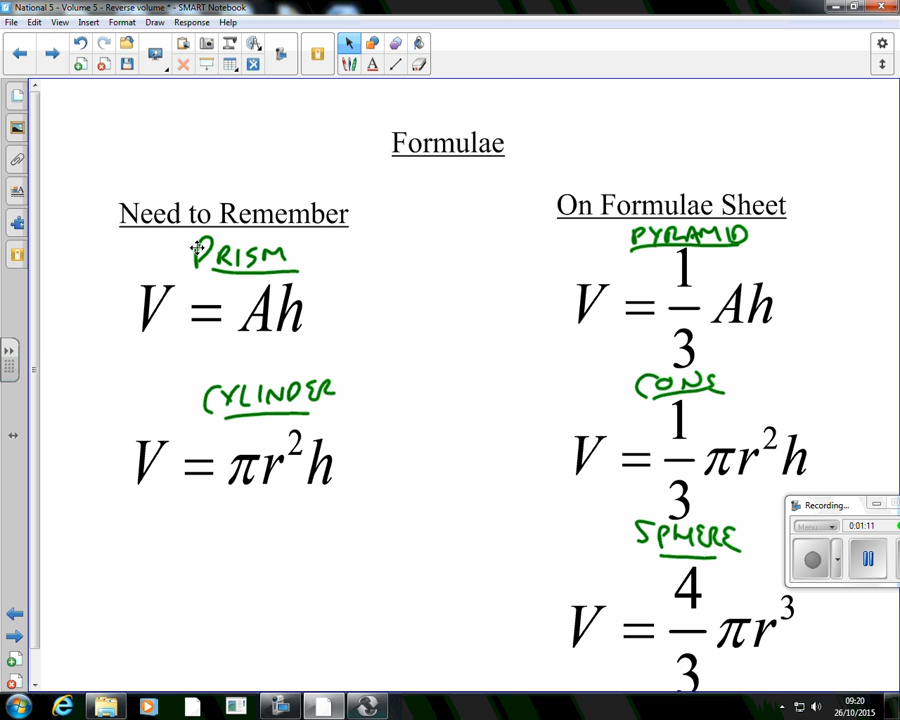 National 5 - Volume 5 - Reverse volume * - SMART Notebook
File Edit View Insert Format Tools Draw Response Help
Formulae
Need to Remember
PRISM
V = Ah
CYLINDER
V = πr²h
On Formulae Sheet
PYRAMID
V = 1/3 Ah
CONE
V = 1/3 πr²h
SPHERE
V = 4/3 πr³
Recording...
Menu
0:01:11
09:20
26/10/2015